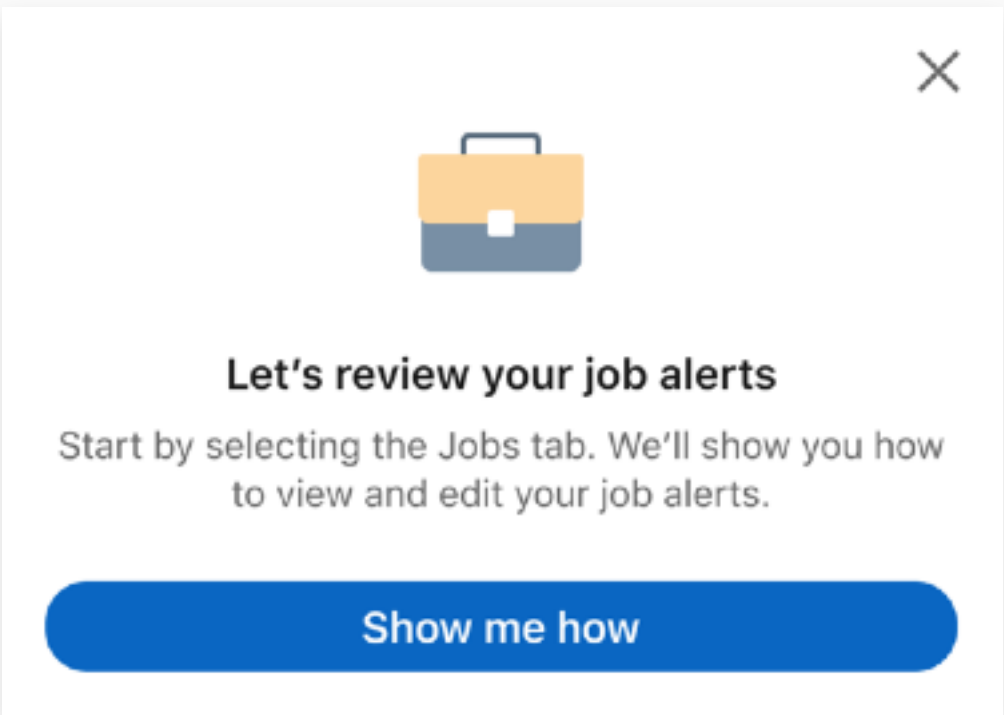 Let's review your job alerts
Start by selecting the Jobs tab. We'll show you how
to view and edit your job alerts.
Show me how